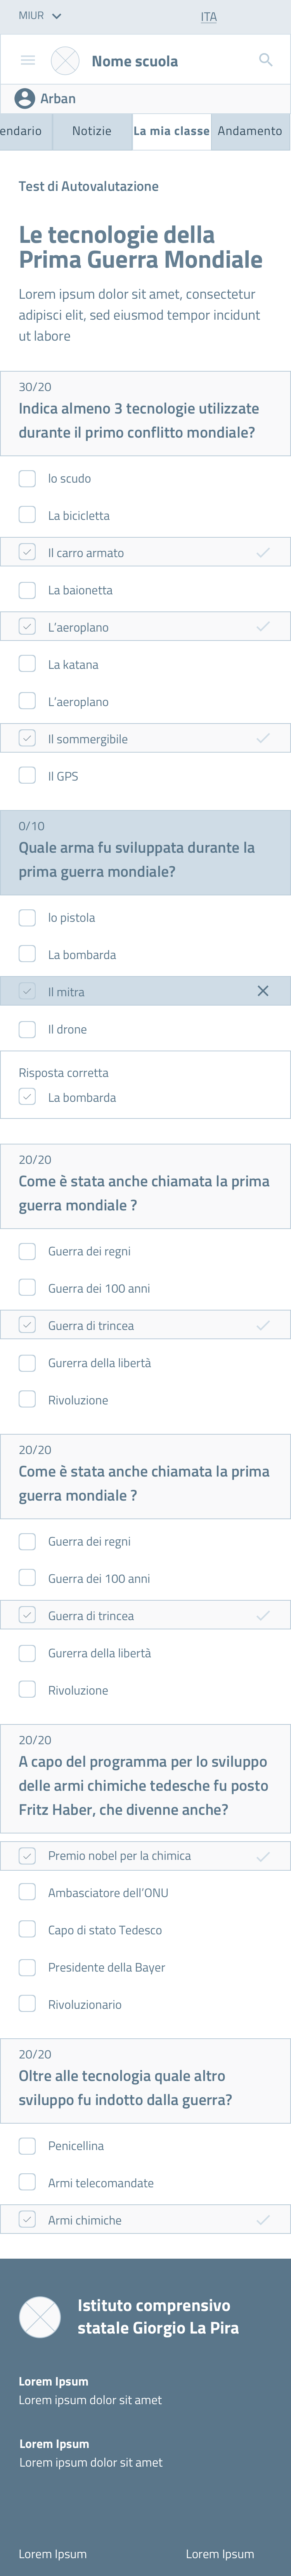 MIUR
ITA
Nome scuola
Arban
endario Notizie La mia classe Andamento
Test di Autovalutazione
Le tecnologie della
Prima Guerra Mondiale
Lorem ipsum dolor sit amet, consectetur
adipisci elit, sed eiusmod tempor incidunt
ut labore
30/20
Indica almeno 3 tecnologie utilizzate
durante il primo conflitto mondiale?
lo scudo
La bicicletta
Il carro armato
La baionetta
L'aeroplano
La katana
L'aeroplano
Il sommergibile
Il GPS
0/10
Quale arma fu sviluppata durante la
prima guerra mondiale?
lo pistola
La bombarda
Il mitra
Il drone
Risposta corretta
La bombarda
20/20
Come è stata anche chiamata la prima
guerra mondiale ?
Guerra dei regni
Guerra dei 100 anni
Guerra di trincea
Gurerra della libertà
Rivoluzione
20/20
Come è stata anche chiamata la prima
guerra mondiale ?
Guerra dei regni
Guerra dei 100 anni
Guerra di trincea
Gurerra della libertà
Rivoluzione
20/20
A capo del programma per lo sviluppo
delle armi chimiche tedesche fu posto
Fritz Haber, che divenne anche?
Premio nobel per la chimica
Ambasciatore dell'ONU
Capo di stato Tedesco
Presidente della Bayer
Rivoluzionario
20/20
Oltre alle tecnologia quale altro
sviluppo fu indotto dalla guerra?
Penicellina
Armi telecomandate
Armi chimiche
Istituto comprensivo
statale Giorgio La Pira
Lorem Ipsum
Lorem ipsum dolor sit amet
Lorem Ipsum
Lorem ipsum dolor sit amet
Lorem Ipsum Lorem Ipsum